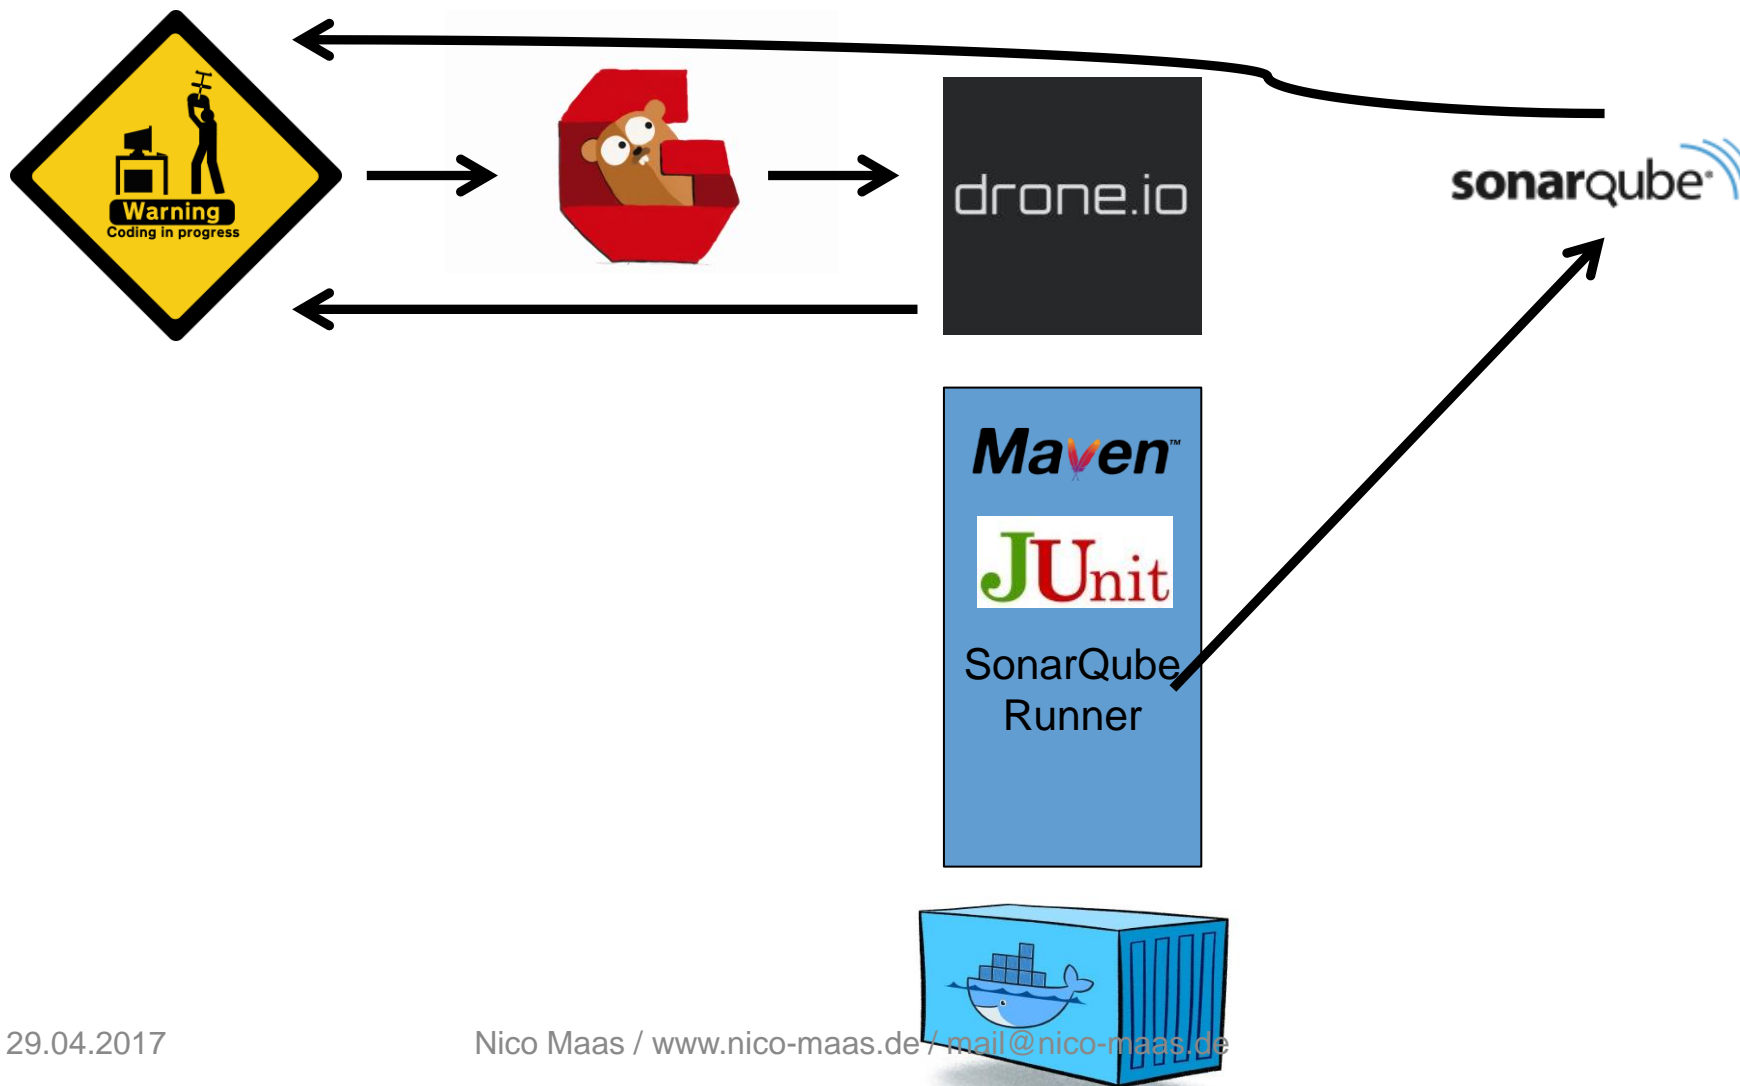 Warning
Coding in progress
drone.io
sonarqube
Maven™
JUnit
SonarQube
Runner
29.04.2017
Nico Maas / www.nico-maas.de / mail@nico-maas.de